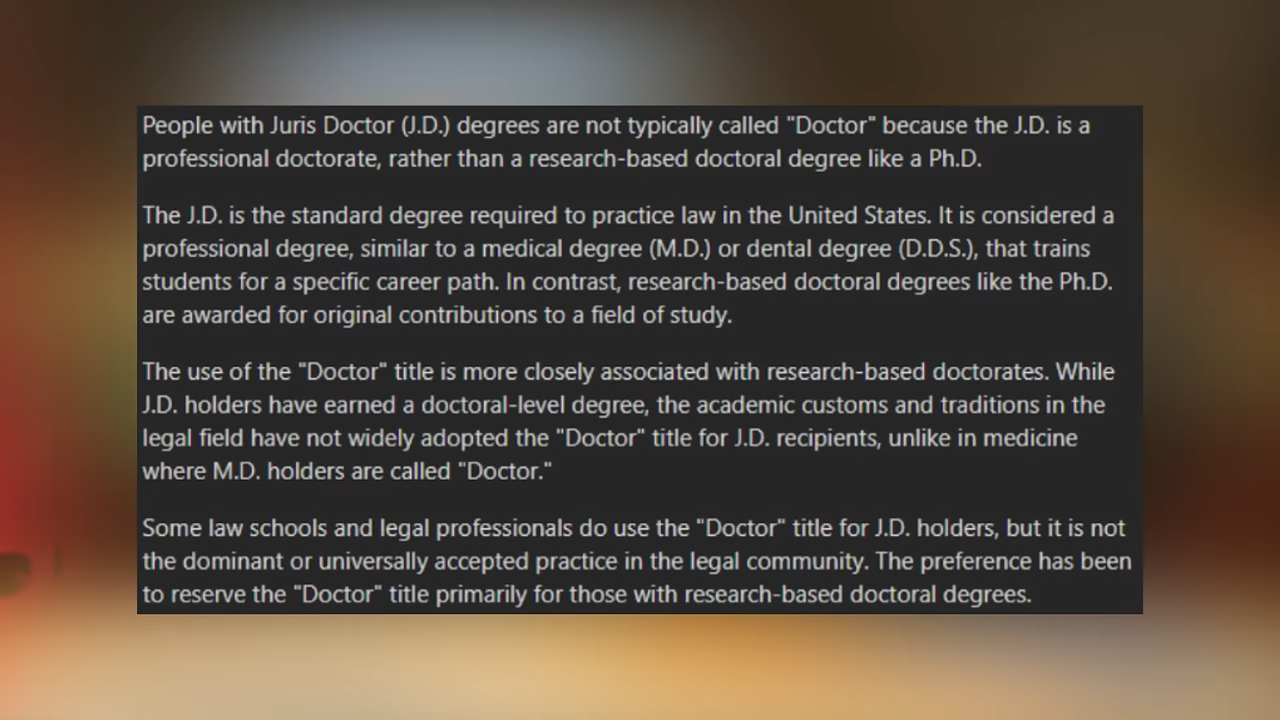 People with Juris Doctor (J.D.) degrees are not typically called "Doctor" because the J.D. is a
professional doctorate, rather than a research-based doctoral degree like a Ph.D.
The J.D. is the standard degree required to practice law in the United States. It is considered a
professional degree, similar to a medical degree (M.D.) or dental degree (D.D.S.), that trains
students for a specific career path. In contrast, research-based doctoral degrees like the Ph.D.
are awarded for original contributions to a field of study.
The use of the "Doctor" title is more closely associated with research-based doctorates. While
J.D. holders have earned a doctoral-level degree, the academic customs and traditions in the
legal field have not widely adopted the "Doctor" title for J.D. recipients, unlike in medicine
where M.D. holders are called "Doctor."
Some law schools and legal professionals do use the "Doctor" title for J.D. holders, but it is not
the dominant or universally accepted practice in the legal community. The preference has been
to reserve the "Doctor" title primarily for those with research-based doctoral degrees.